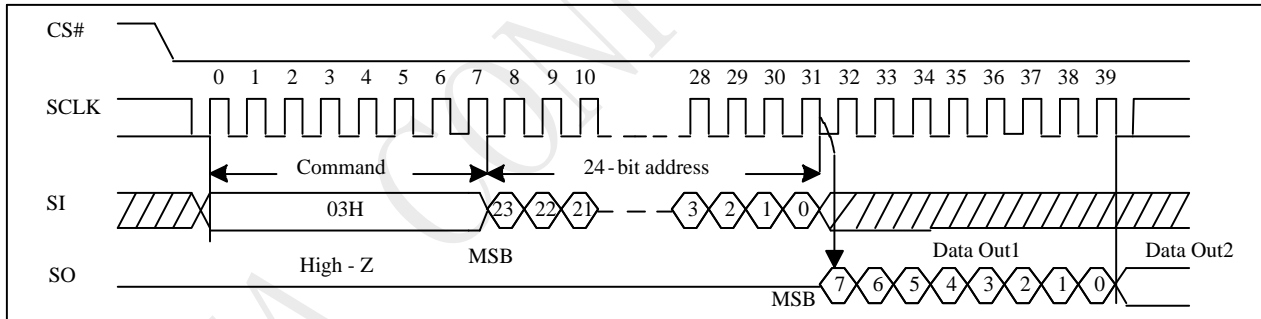 CS#
0 1 2 3 4 5 6 7 8 9 10 28 29 30 31 32 33 34 35 36 37 38 39
SCLK
Command 24-bit address
SI 03H 23 22 21 3 2 1 0
High - Z MSB Data Out1 Data Out2
SO MSB 7 6 5 4 3 2 1 0